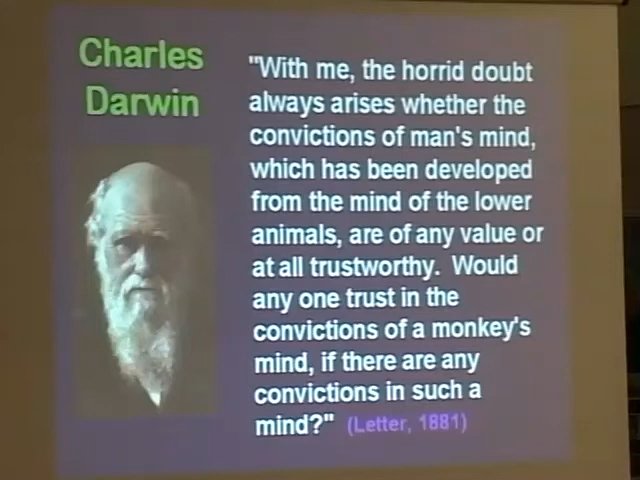 Charles
Darwin
"With me, the horrid doubt
always arises whether the
convictions of man's mind,
which has been developed
from the mind of the lower
animals, are of any value or
at all trustworthy. Would
any one trust in the
convictions of a monkey's
mind, if there are any
convictions in such a
mind?" (Letter, 1881)